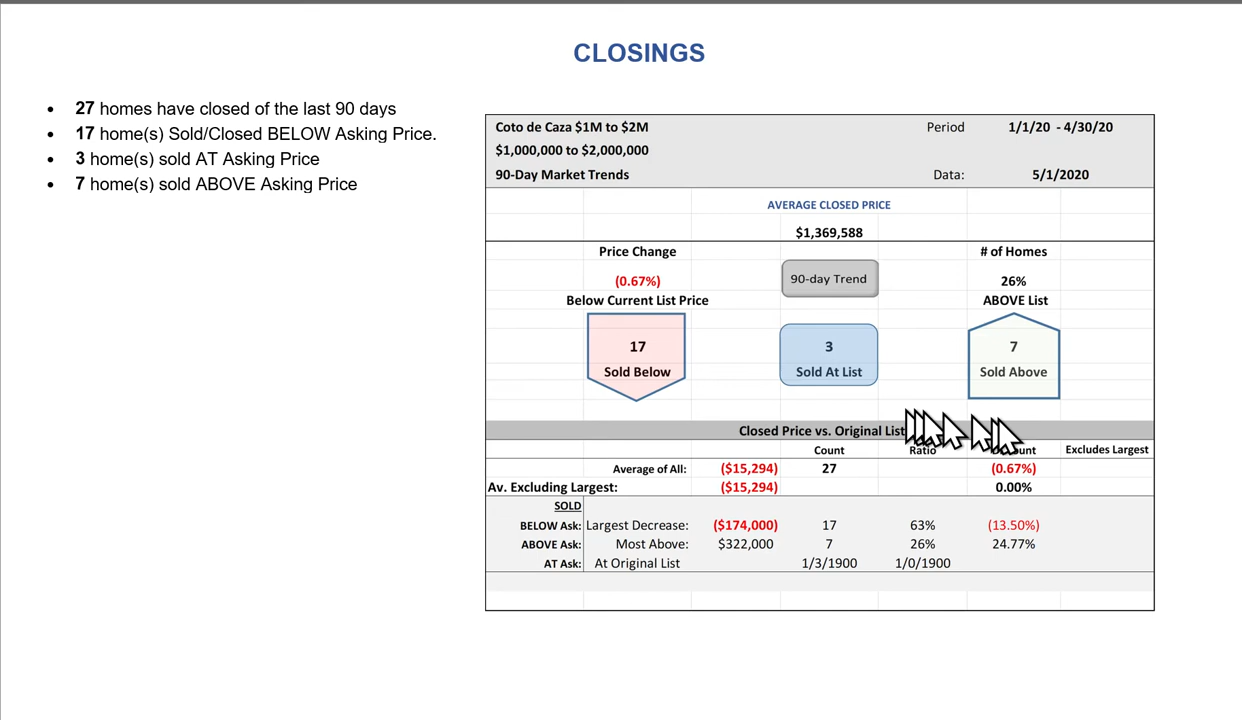 CLOSINGS
27 homes have closed of the last 90 days
17 home(s) Sold/Closed BELOW Asking Price.
3 home(s) sold AT Asking Price
7 home(s) sold ABOVE Asking Price
Coto de Caza $1M to $2M Period 1/1/20 - 4/30/20
$1,000,000 to $2,000,000
90-Day Market Trends Data: 5/1/2020
AVERAGE CLOSED PRICE
$1,369,588
Price Change # of Homes
(0.67%) 90-day Trend 26%
Below Current List Price ABOVE List
17 3 7
Sold Below Sold At List Sold Above
Closed Price vs. Original List
Count Ratio Excludes Largest
Average of All: ($15,294) 27 (0.67%)
Av. Excluding Largest: ($15,294) 0.00%
SOLD
BELOW Ask: Largest Decrease: ($174,000) 17 63% (13.50%)
ABOVE Ask: Most Above: $322,000 7 26% 24.77%
AT Ask: At Original List 1/3/1900 1/0/1900